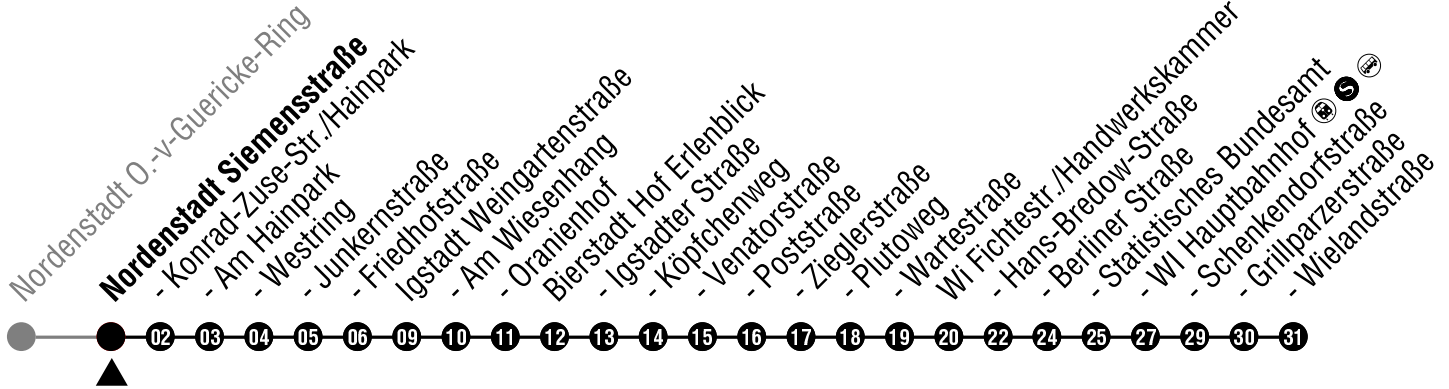 Nordenstadt O.-v-Guericke-Ring
Nordenstadt Siemensstraße
- Konrad-Zuse-Str./Hainpark
- Am Hainpark
- Westring
- Junkernstraße
- Friedhofstraße
Igstadt Weingartenstraße
- Am Wiesenhang
- Oranienhof
Bierstadt Hof Erlenblick
- Igstadter Straße
- Köpfchenweg
- Venatorstraße
- Poststraße
- Zieglerstraße
- Plutoweg
- Wartestraße
Wi Fichtestr./Handwerkskammer
- Hans-Bredow-Straße
- Berliner Straße
- Statistisches Bundesamt
- WI Hauptbahnhof S
- Schenkendorfstraße
- Grillparzerstraße
- Wielandstraße
02 03 04 05 06 09 10 11 12 13 14 15 16 17 18 19 20 22 24 25 27 29 30 31